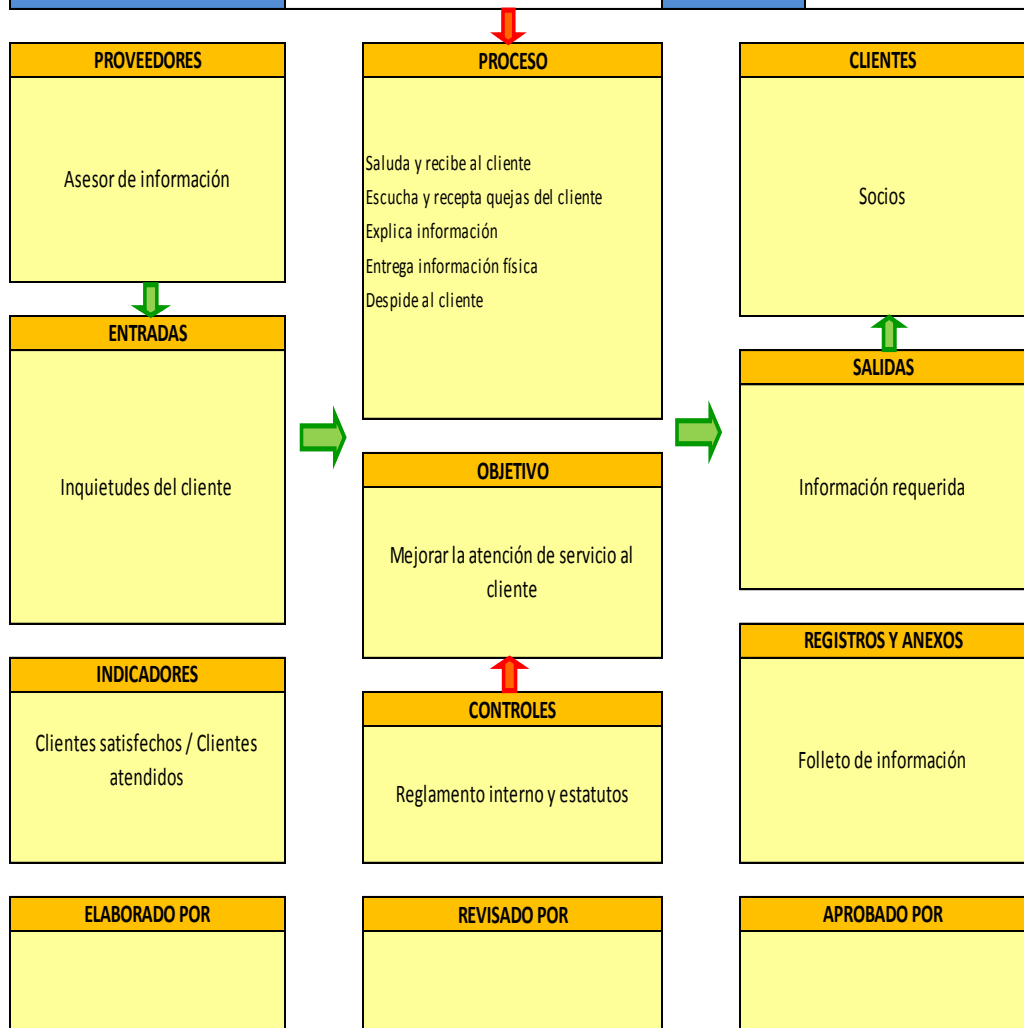 PROVEEDORES
Asesor de información
ENTRADAS
Inquietudes del cliente
INDICADORES
Clientes satisfechos / Clientes
atendidos
ELABORADO POR
PROCESO
Saluda y recibe al cliente
Escucha y recepta quejas del cliente
Explica información
Entrega información física
Despide al cliente
OBJETIVO
Mejorar la atención de servicio al
cliente
CONTROLES
Reglamento interno y estatutos
REVISADO POR
CLIENTES
Socios
SALIDAS
Información requerida
REGISTROS Y ANEXOS
Folleto de información
APROBADO POR